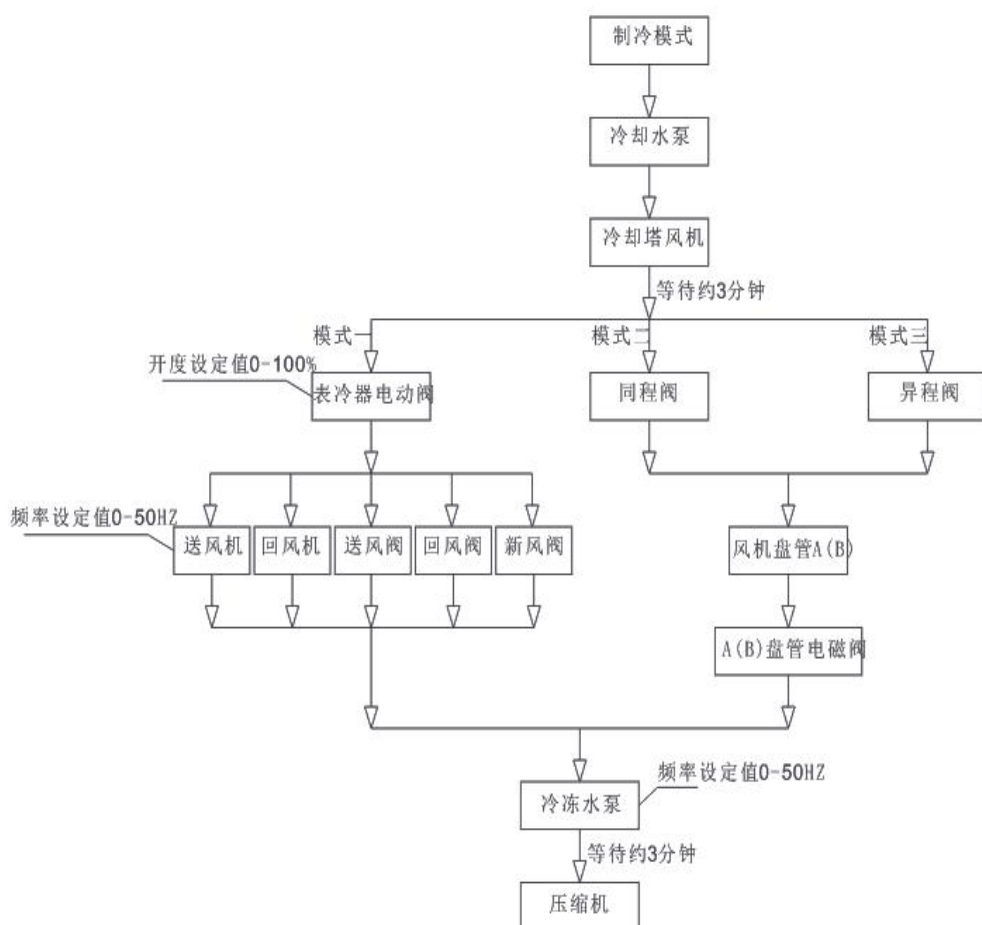 制冷模式
冷却水泵
冷却塔风机
等待约3分钟
模式一
模式二
模式三
开度设定值0-100%
表冷器电动阀
同程阀
异程阀
频率设定值0-50HZ
送风机
回风机
送风阀
回风阀
新风阀
风机盘管A(B)
A(B)盘管电磁阀
频率设定值0-50HZ
冷冻水泵
等待约3分钟
压缩机